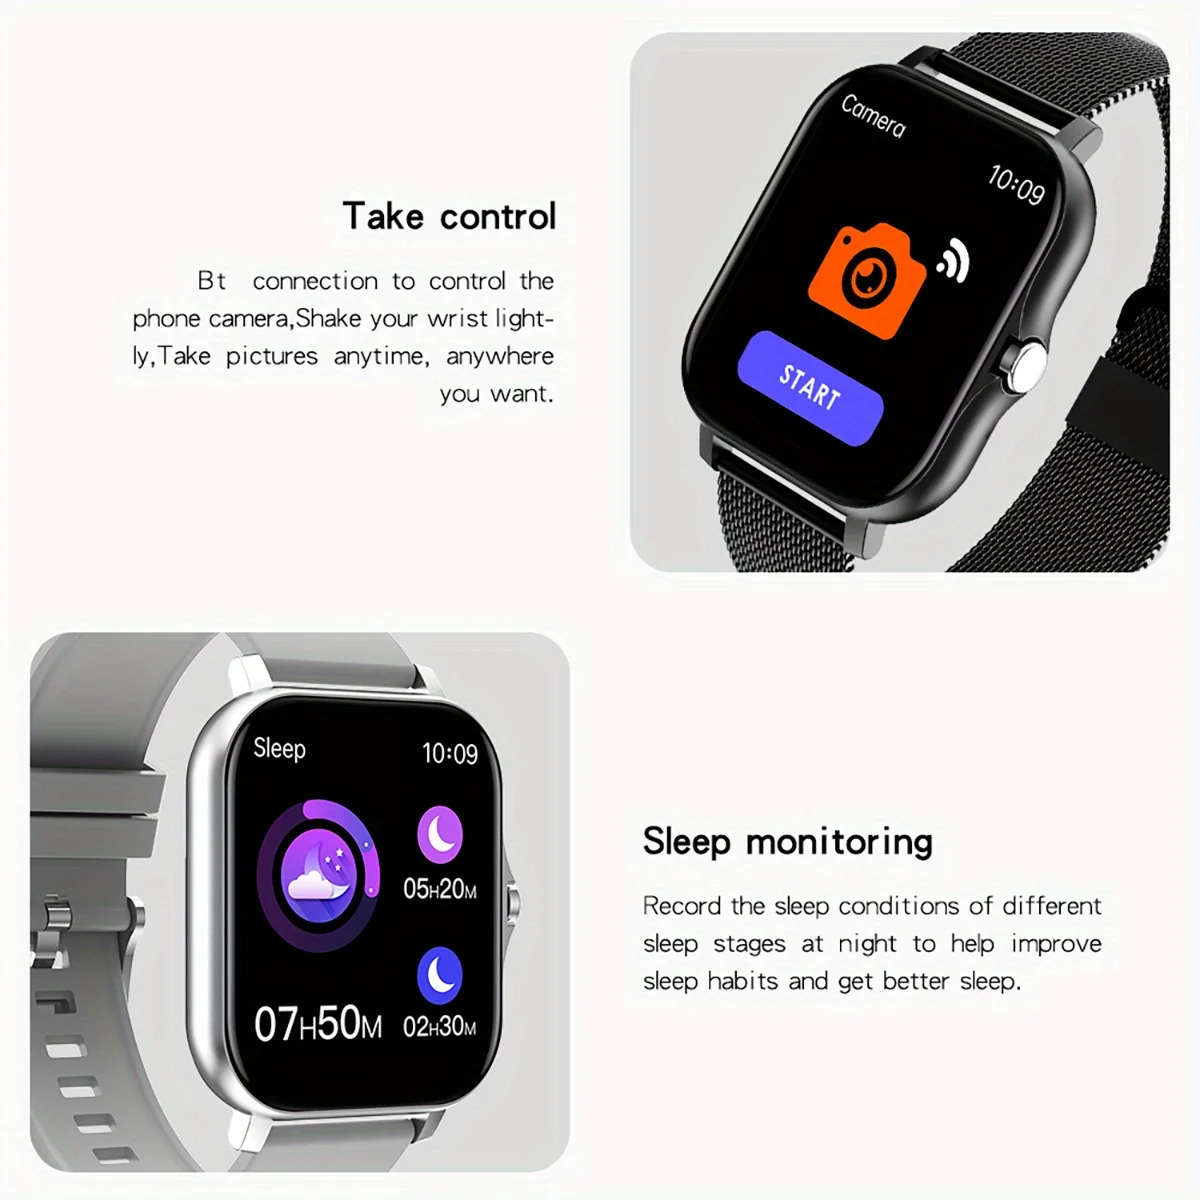 Take control
Bt connection to control the
phone camera,Shake your wrist light-
ly,Take pictures anytime, anywhere
you want.
Camera
10:09
START
Sleep
10:09
05H20M
07H50M
02H30M
Sleep monitoring
Record the sleep conditions of different
sleep stages at night to help improve
sleep habits and get better sleep.